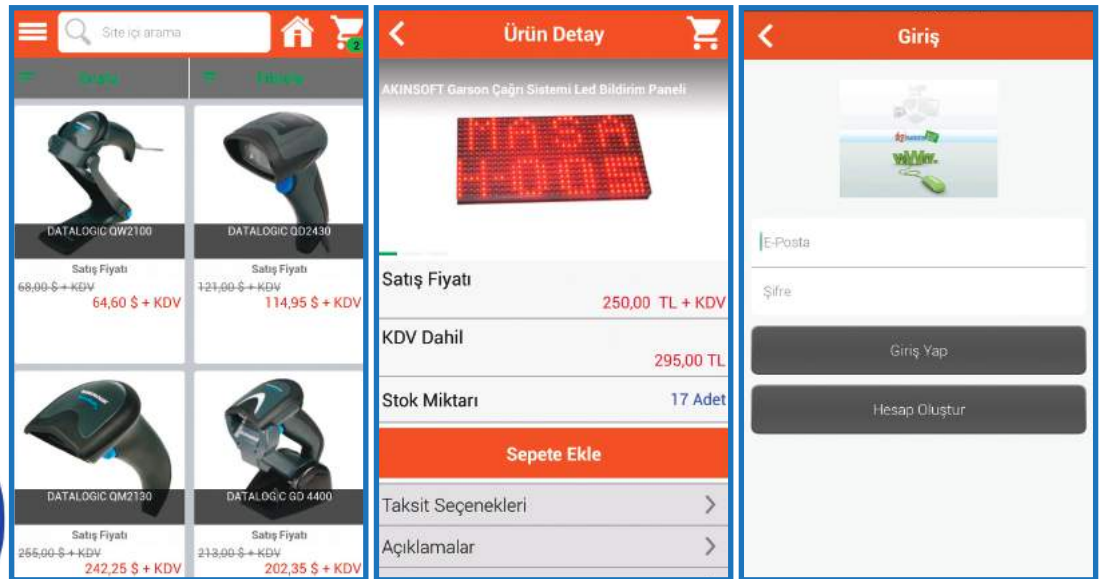 Site içi arama
2
Grupla
Filtrele
DATALOGIC QW2100
DATALOGIC QD2430
Satış Fiyatı
68,00 $ + KDV
64,60 $ + KDV
Satış Fiyatı
121,00 $ + KDV
114,95 $ + KDV
DATALOGIC QM2130
DATALOGIC GD 4400
Satış Fiyatı
255,00 $ + KDV
242,25 $ + KDV
Satış Fiyatı
213,00 $ + KDV
202,35 $ + KDV
Ürün Detay
AKINSOFT Garson Çağrı Sistemi Led Bildirim Paneli
MASA
H:005
Satış Fiyatı
250,00 TL + KDV
KDV Dahil
295,00 TL
Stok Miktarı
17 Adet
Sepete Ekle
Taksit Seçenekleri
Açıklamalar
Giriş
www.
E-Posta
Şifre
Giriş Yap
Hesap Oluştur